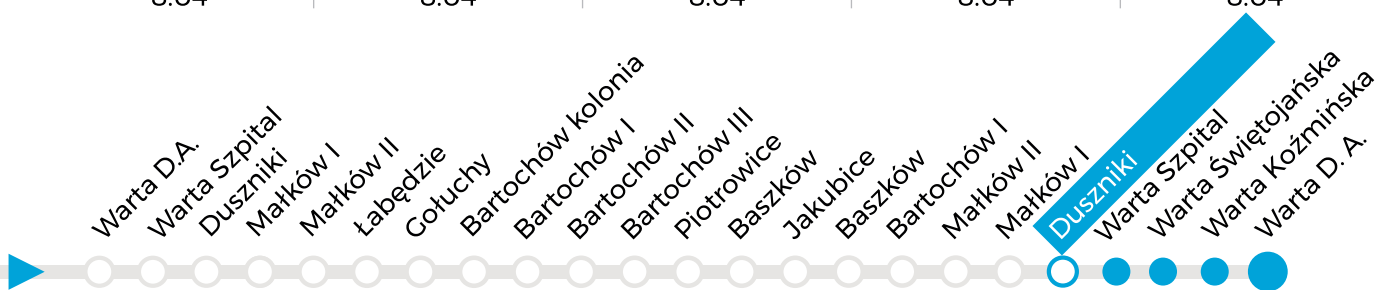 Warta D.A.
Warta Szpital
Duszniki
Małków I
Małków II
Łabędzie
Gołuchy
Bartochów kolonia
Bartochów I
Bartochów II
Bartochów III
Piotrowice
Baszków
Jakubice
Baszków
Bartochów I
Małków II
Małków I
Duszniki
Warta Szpital
Warta Świętojańska
Warta Koźmińska
Warta D. A.